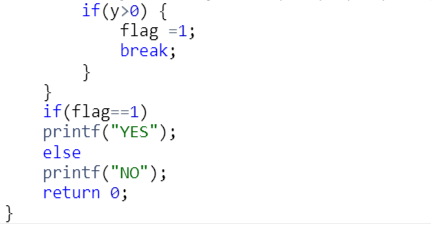 if(y>0) {
flag =1;
break;
}
}
if(flag==1)
printf("YES");
else
printf("NO");
return 0;
}